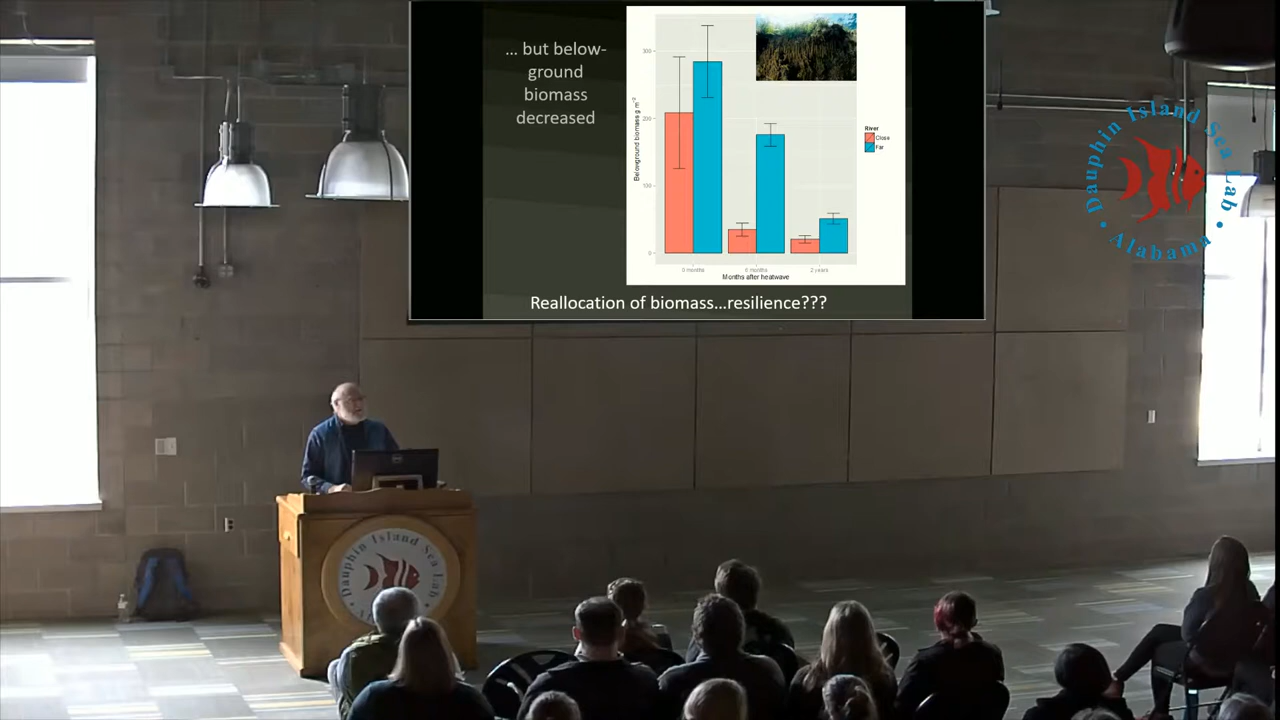 … but below-
ground
biomass
decreased
Belowground biomass g m⁻²
300
200
100
0
0 months
6 months
2 years
Months after heatwave
River
Close
Far
Reallocation of biomass…resilience???
Dauphin Island Sea Lab
Alabama
Dauphin Island Sea Lab